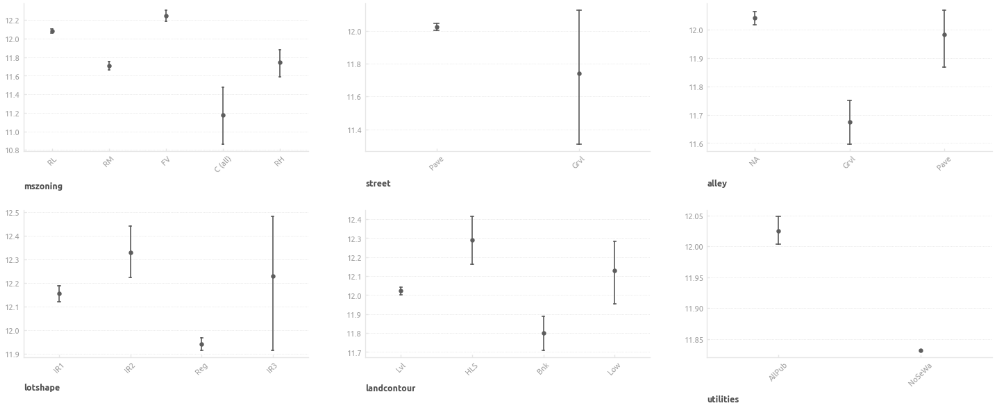 12.2
12.0
11.8
11.6
11.4
11.2
11.0
10.8
RL
RM
FV
C (all)
RH
mszoning
12.0
11.8
11.6
11.4
Pave
Grvl
street
12.0
11.9
11.8
11.7
11.6
NA
Grvl
Pave
alley
12.5
12.4
12.3
12.2
12.1
12.0
11.9
IR1
IR2
Reg
IR3
lotshape
12.4
12.3
12.2
12.1
12.0
11.9
11.8
11.7
Lvl
HLS
Bnk
Low
landcontour
12.05
12.00
11.95
11.90
11.85
AllPub
NoSeWa
utilities